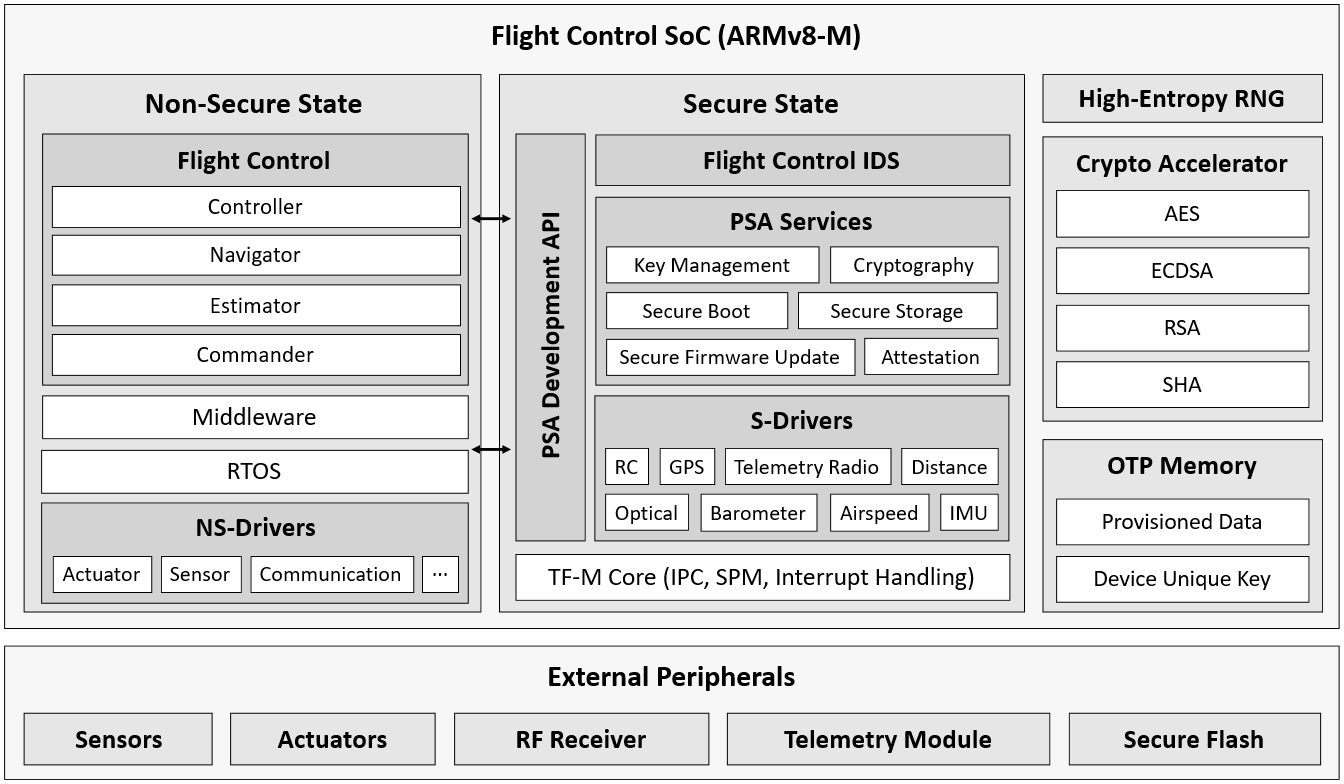 Flight Control SoC (ARMv8-M)
Non-Secure State
Flight Control
Controller
Navigator
Estimator
Commander
Middleware
RTOS
NS-Drivers
Actuator
Sensor
Communication
...
Secure State
PSA Development API
Flight Control IDS
PSA Services
Key Management
Cryptography
Secure Boot
Secure Storage
Secure Firmware Update
Attestation
S-Drivers
RC
GPS
Telemetry Radio
Distance
Optical
Barometer
Airspeed
IMU
TF-M Core (IPC, SPM, Interrupt Handling)
High-Entropy RNG
Crypto Accelerator
AES
ECDSA
RSA
SHA
OTP Memory
Provisioned Data
Device Unique Key
External Peripherals
Sensors
Actuators
RF Receiver
Telemetry Module
Secure Flash